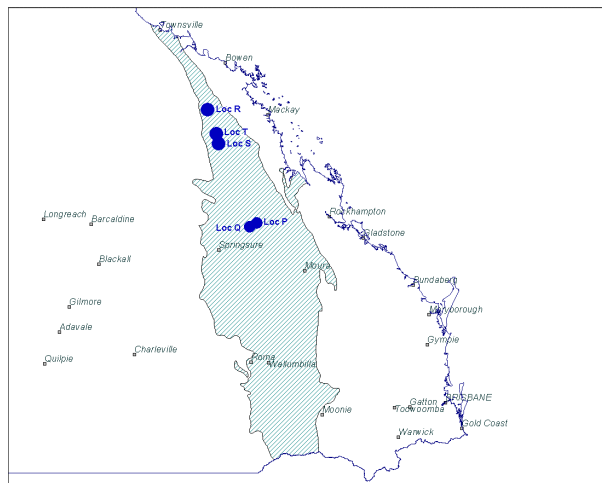 Townsville
Bowen
Loc R
Mackay
Loc T
Loc S
Longreach
Barcaldine
Rockhampton
Loc P
Loc Q
Gladstone
Springsure
Blackall
Moura
Bundaberg
Gilmore
Maryborough
Adavale
Gympie
Charleville
Quilpie
Roma
Wallumbilla
BRISBANE
Gatton
Toowoomba
Moonie
Gold Coast
Warwick